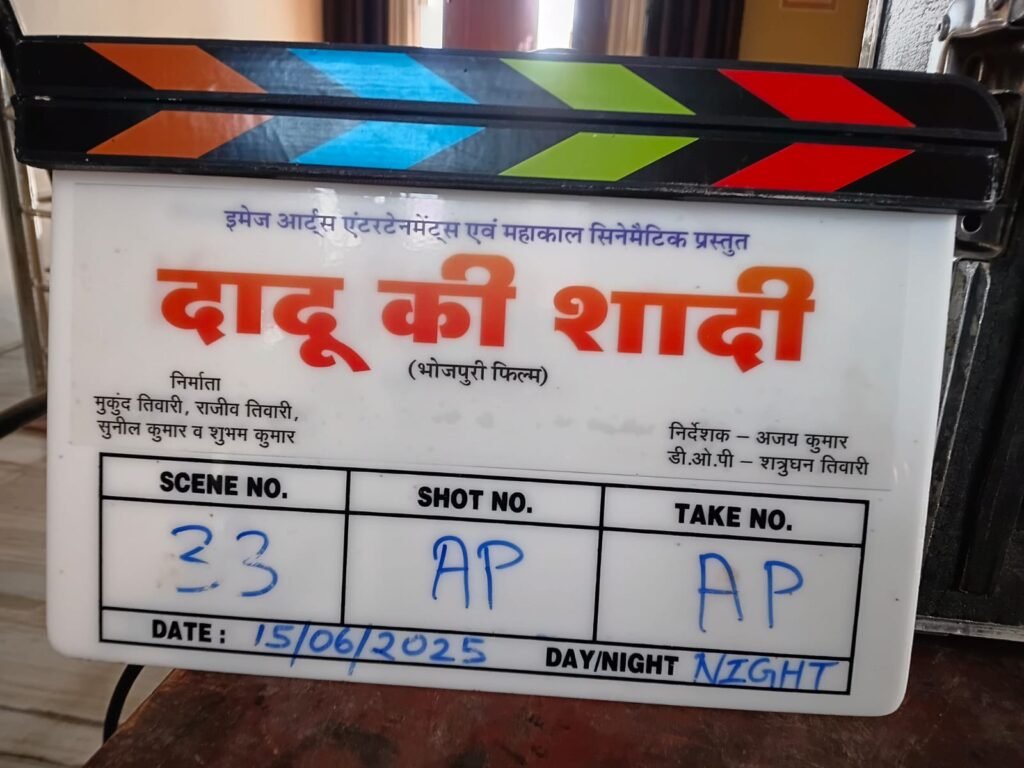 इमेज आर्ट्स एंटरटेनमेंट्स एवं महाकाल सिनेमैटिक प्रस्तुत
दादू की शादी
(भोजपुरी फिल्म)
निर्माता
मुकुंद तिवारी, राजीव तिवारी,
सुनील कुमार व शुभम कुमार
निर्देशक – अजय कुमार
डी.ओ.पी – शत्रुघन तिवारी
SCENE NO. SHOT NO. TAKE NO.
33 AP AP
DATE : 15/06/2025 DAY/NIGHT NIGHT